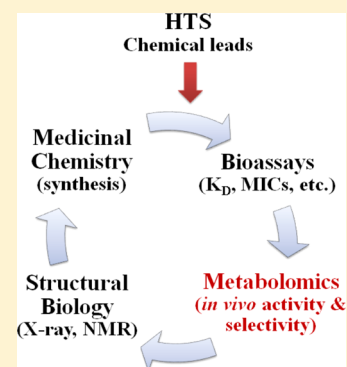 HTS
Chemical leads
Medicinal
Chemistry
(synthesis)
Bioassays
(KD, MICs, etc.)
Structural
Biology
(X-ray, NMR)
Metabolomics
(in vivo activity &
selectivity)